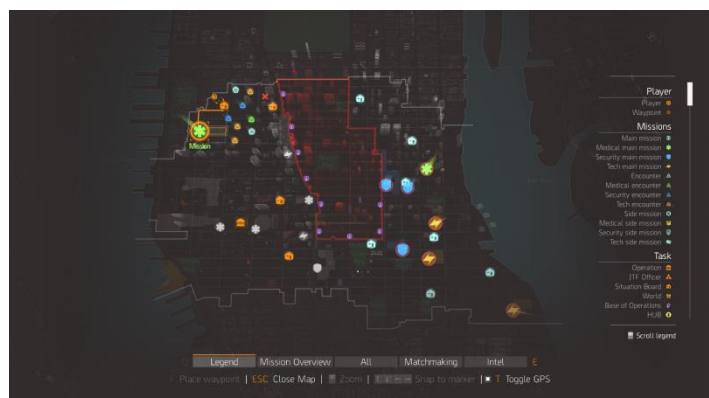 Mission
Player
Player
Waypoint
Missions
Main mission
Medical main mission
Security main mission
Tech main mission
Encounter
Medical encounter
Security encounter
Tech encounter
Side mission
Medical side mission
Security side mission
Tech side mission
Task
Operation
JTF Officer
Situation Board
World
Base of Operations
HUB
Scroll legend
Legend Mission Overview All Matchmaking Intel E
F Place waypoint | ESC Close Map | Zoom | Snap to marker | T Toggle GPS